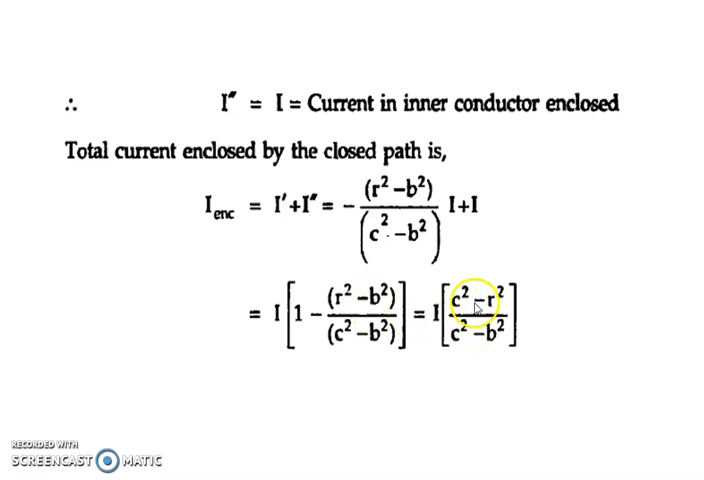 ∴ I″ = I = Current in inner conductor enclosed
Total current enclosed by the closed path is,
I_enc = I′+I″ = − (r² −b²) / (c² −b²) I+I
= I [1 − (r² −b²) / (c² −b²)] = I [c² −r² / c² −b²]
RECORDED WITH
SCREENCAST MATIC